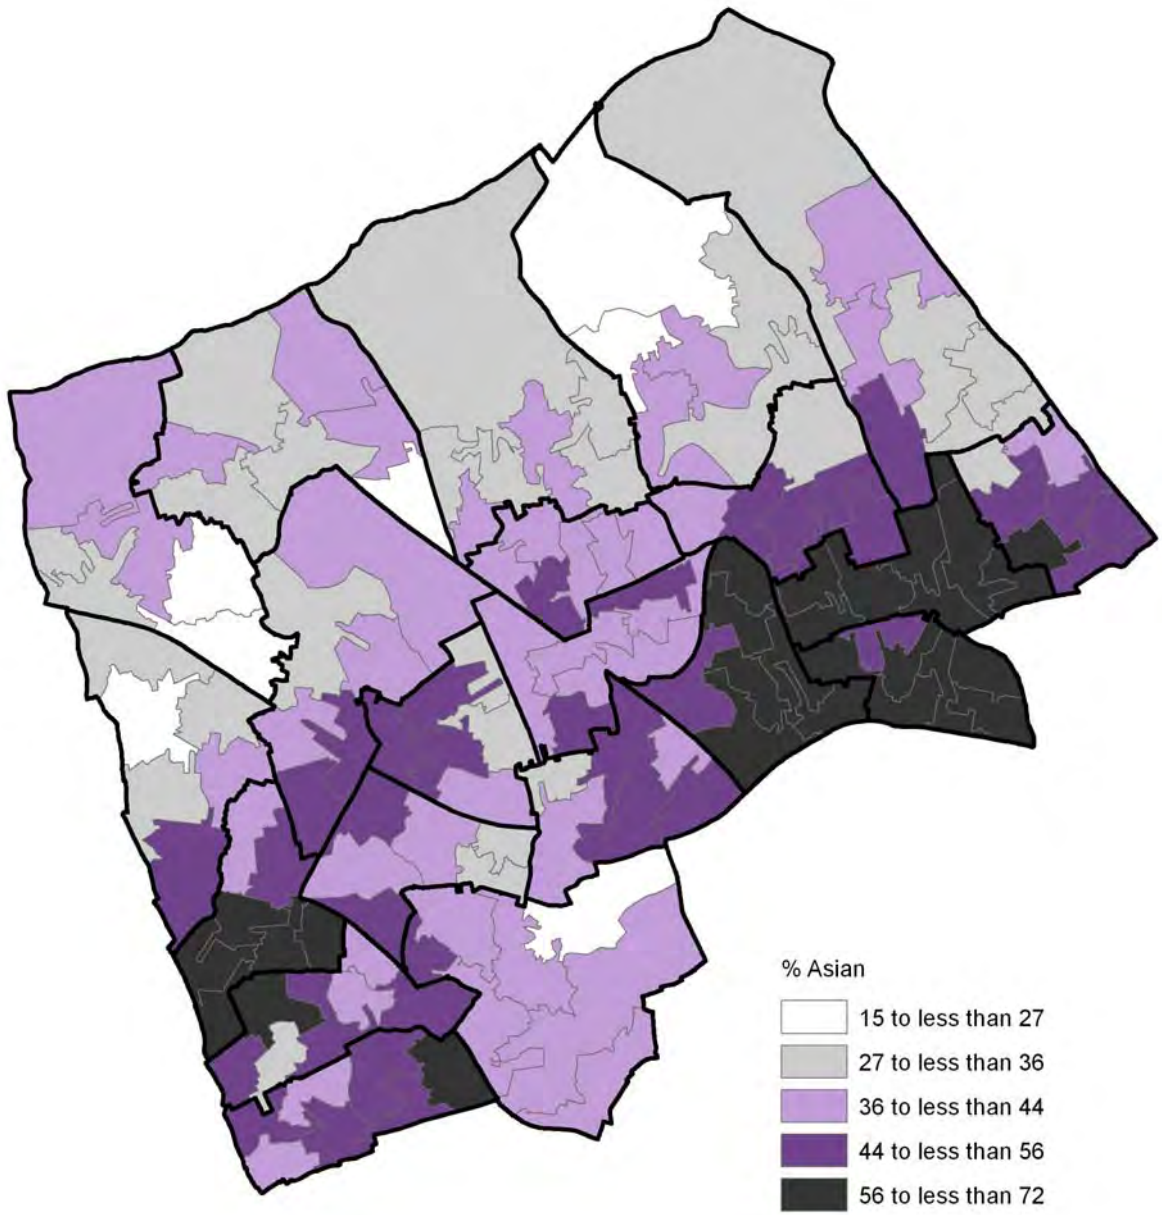 % Asian
15 to less than 27
27 to less than 36
36 to less than 44
44 to less than 56
56 to less than 72